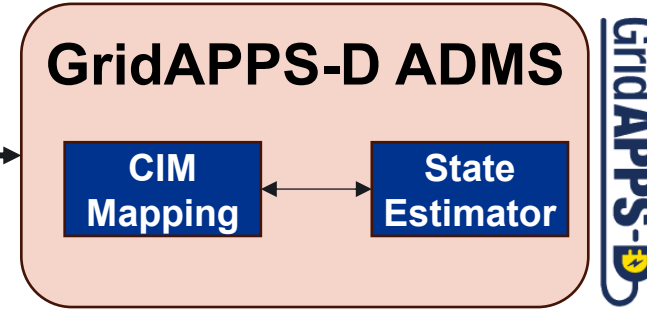 GridAPPS-D ADMS
CIM
Mapping
State
Estimator
GridAPPS-D